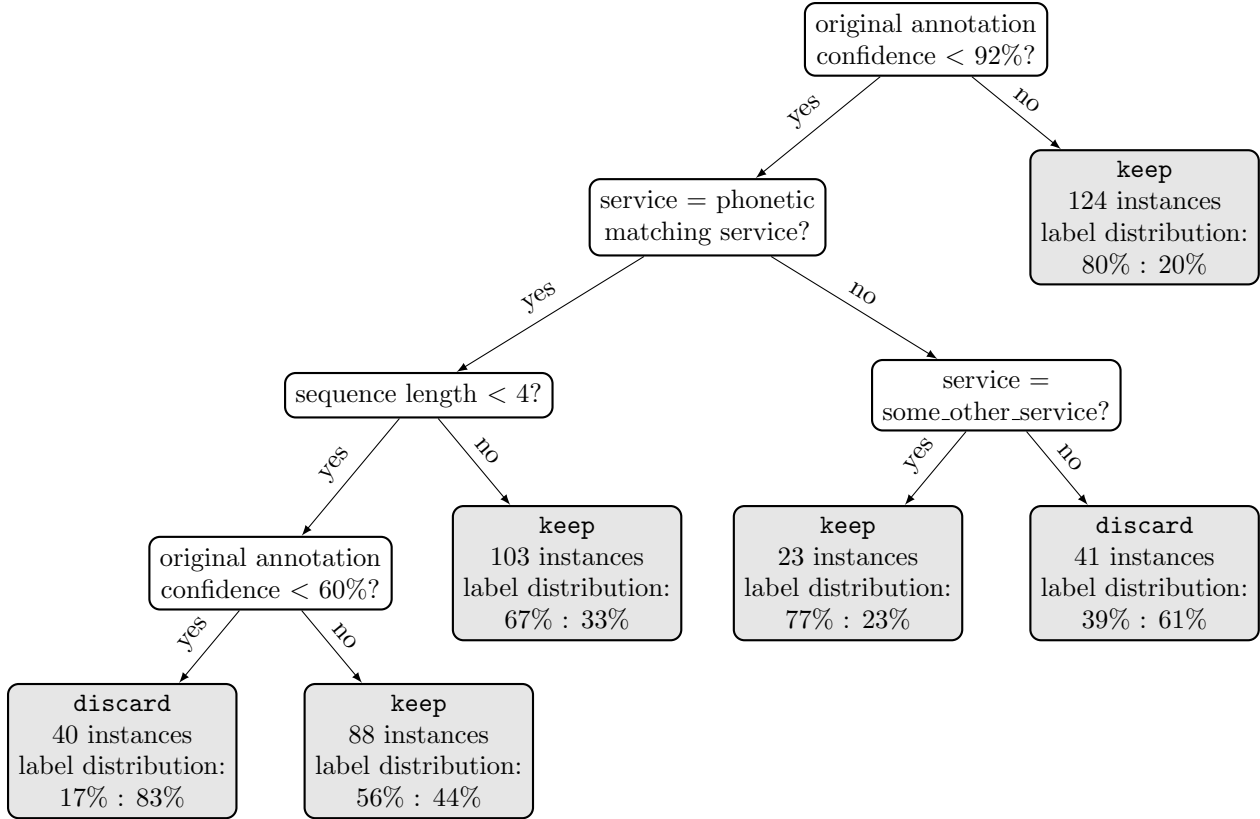 original annotation
confidence < 92%?
yes
no
keep
124 instances
label distribution:
80% : 20%
service = phonetic
matching service?
yes
no
sequence length < 4?
service =
some_other_service?
yes
no
yes
no
original annotation
confidence < 60%?
keep
103 instances
label distribution:
67% : 33%
keep
23 instances
label distribution:
77% : 23%
discard
41 instances
label distribution:
39% : 61%
yes
no
discard
40 instances
label distribution:
17% : 83%
keep
88 instances
label distribution:
56% : 44%